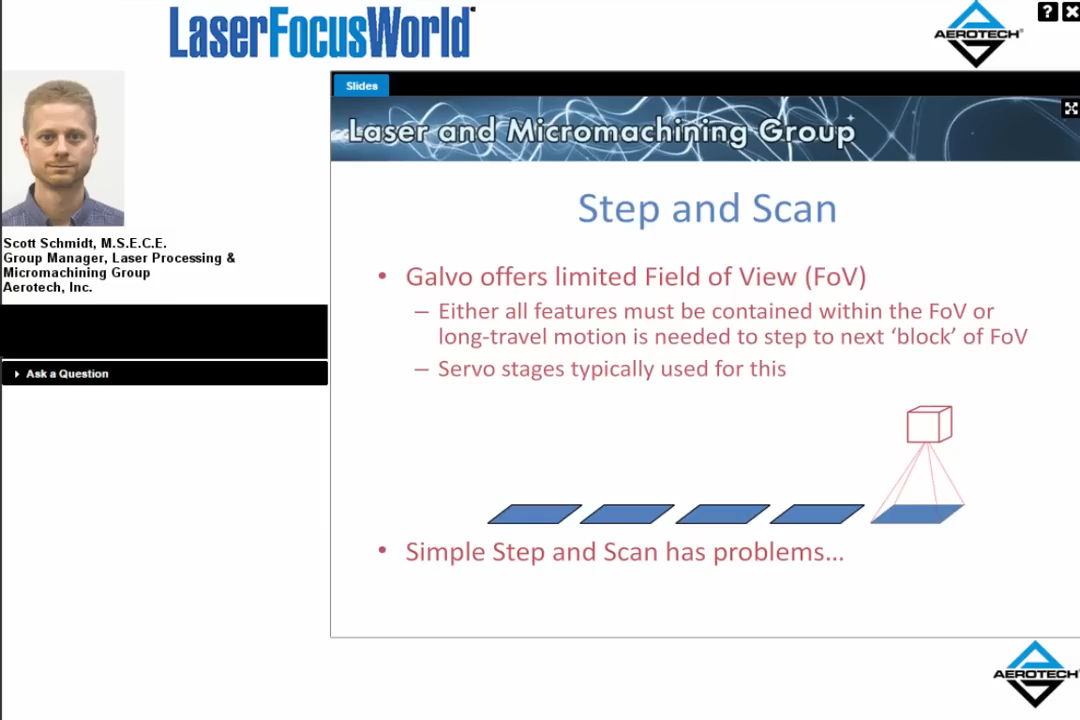 LaserFocusWorld
AEROTECH
?
Slides
Laser and Micromachining Group
Scott Schmidt, M.S.E.C.E.
Group Manager, Laser Processing &
Micromachining Group
Aerotech, Inc.
Ask a Question
Step and Scan
• Galvo offers limited Field of View (FoV)
– Either all features must be contained within the FoV or
long-travel motion is needed to step to next ‘block’ of FoV
– Servo stages typically used for this
• Simple Step and Scan has problems…
AEROTECH